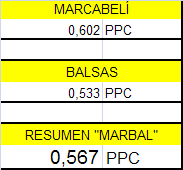 MARCABELÍ
0,602 PPC
BALSAS
0,533 PPC
RESUMEN "MARBAL"
0,567 PPC